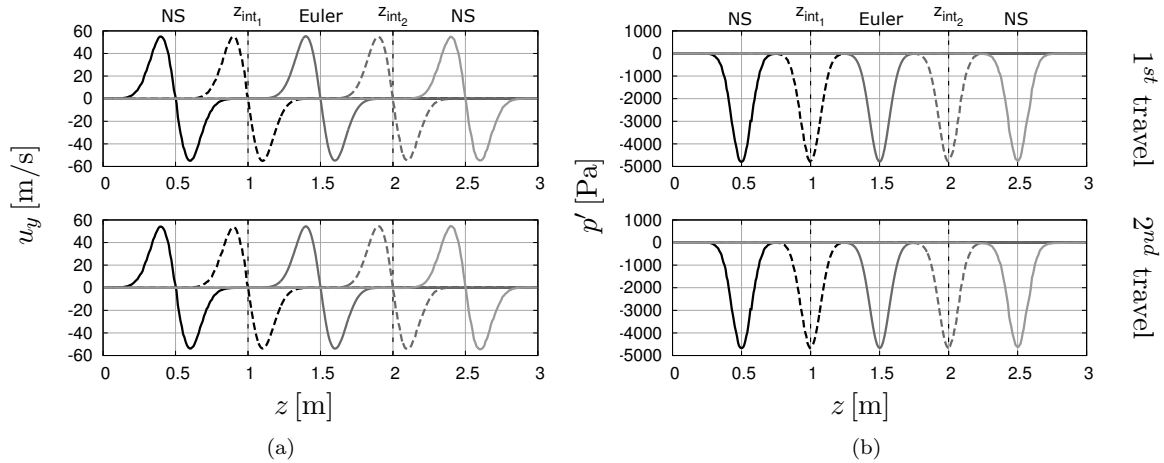 NS z_int1 Euler z_int2 NS
60
40
20
0
-20
-40
-60
0 0.5 1 1.5 2 2.5 3
60
40
20
0
-20
-40
-60
0 0.5 1 1.5 2 2.5 3
u_y [m/s]
z [m]
(a)
NS z_int1 Euler z_int2 NS
1000
0
-1000
-2000
-3000
-4000
-5000
0 0.5 1 1.5 2 2.5 3
1000
0
-1000
-2000
-3000
-4000
-5000
0 0.5 1 1.5 2 2.5 3
p′ [Pa]
z [m]
(b)
1st travel
2nd travel